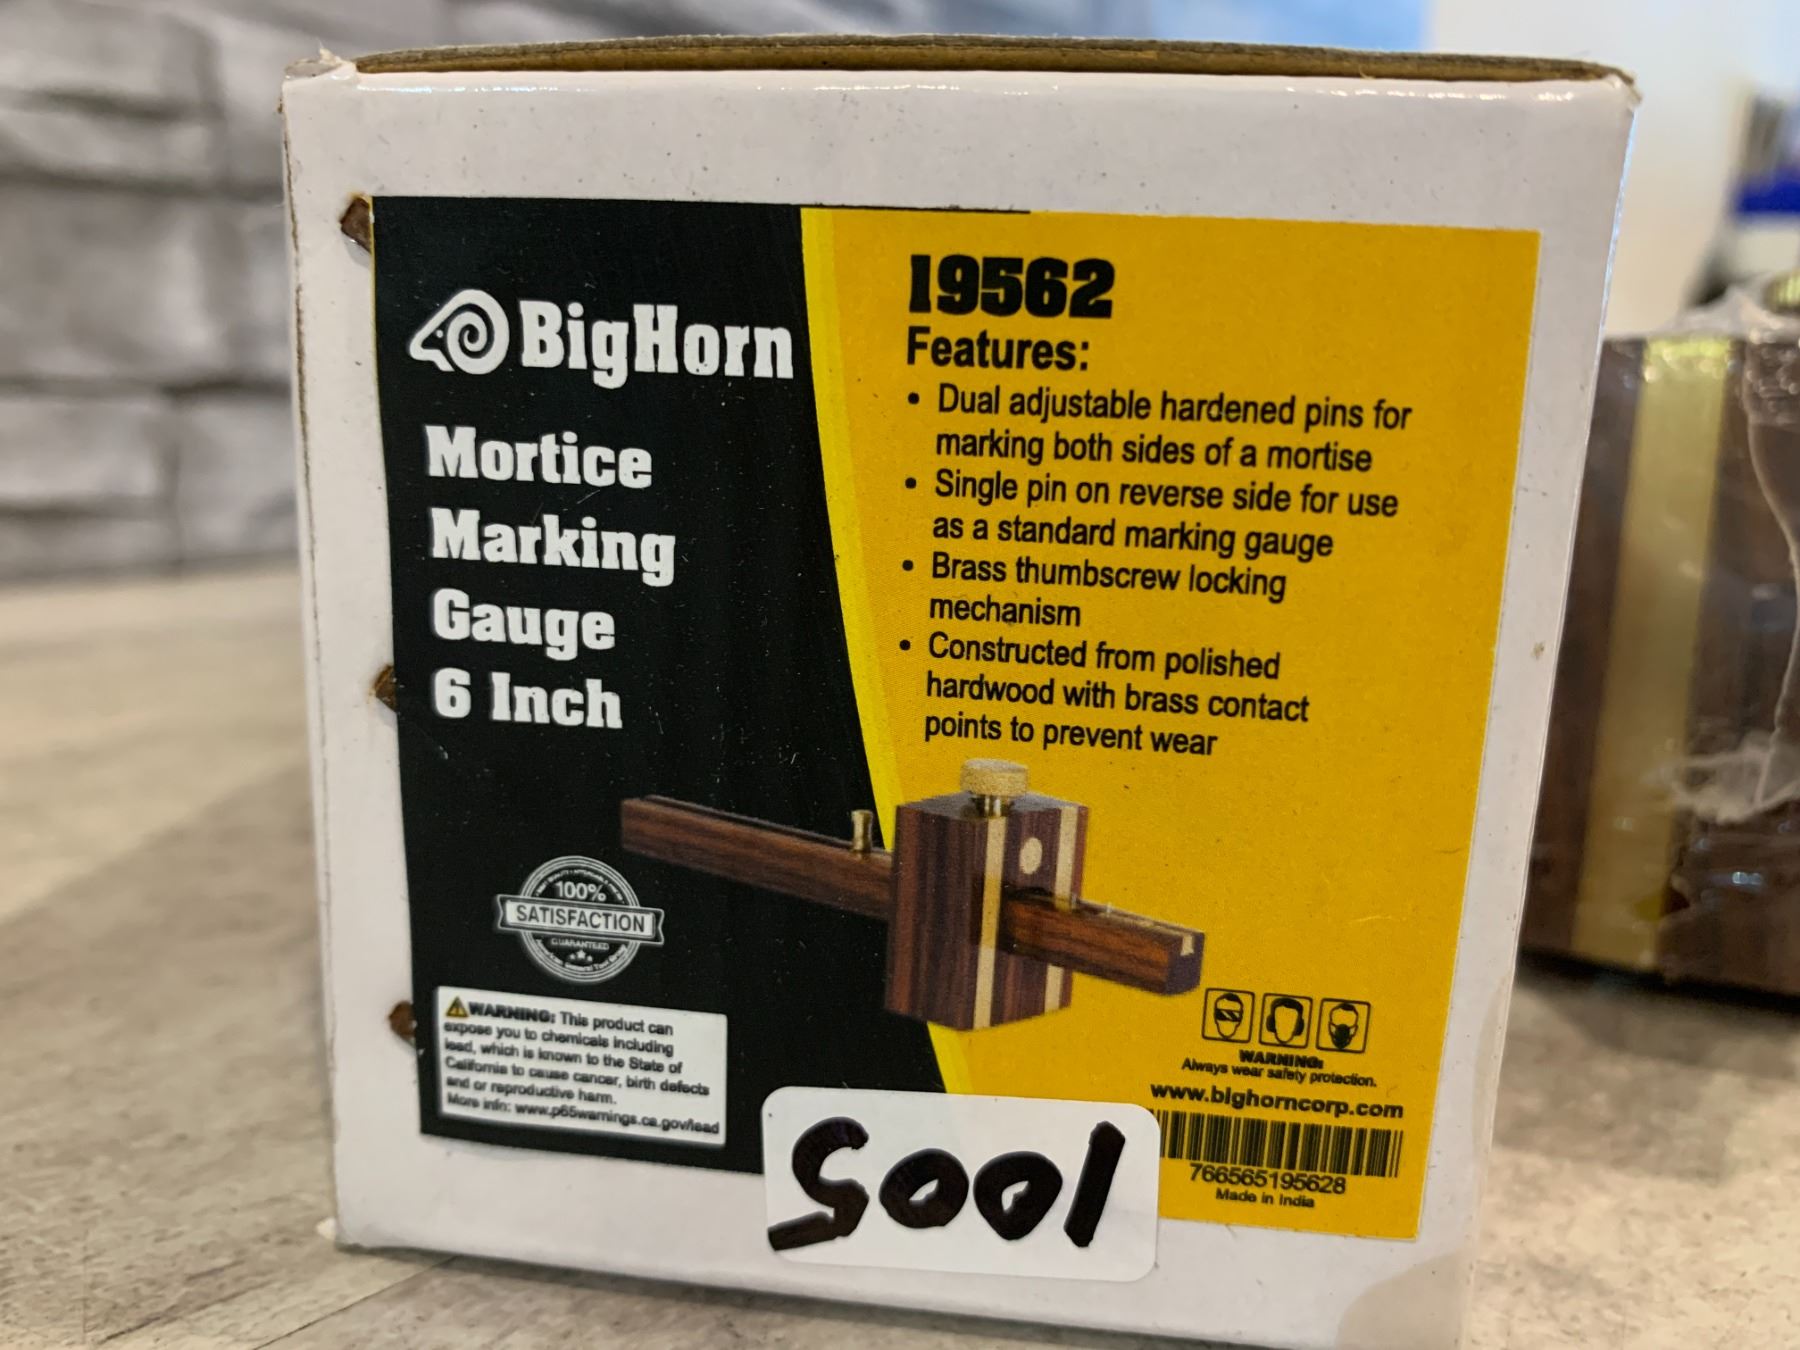 BigHorn
Mortice
Marking
Gauge
6 Inch
19562
Features:
• Dual adjustable hardened pins for
marking both sides of a mortise
• Single pin on reverse side for use
as a standard marking gauge
• Brass thumbscrew locking
mechanism
• Constructed from polished
hardwood with brass contact
points to prevent wear
100%
SATISFACTION
GUARANTEED
WARNING: This product can
expose you to chemicals including
lead, which is known to the State of
California to cause cancer, birth defects
and or reproductive harm.
More info: www.p65warnings.ca.gov/lead
WARNING:
Always wear safety protection.
www.bighorncorp.com
766565195628
Made in India
5001